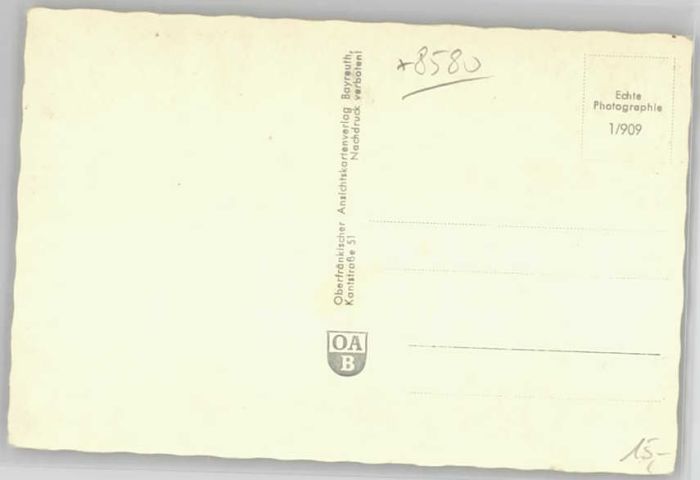 *8580
Echte
Photographie
1/909
Oberfränkischer Ansichtskartenverlag Bayreuth,
Kantstraße 51 Nachdruck verboten!
OA
B
15,-